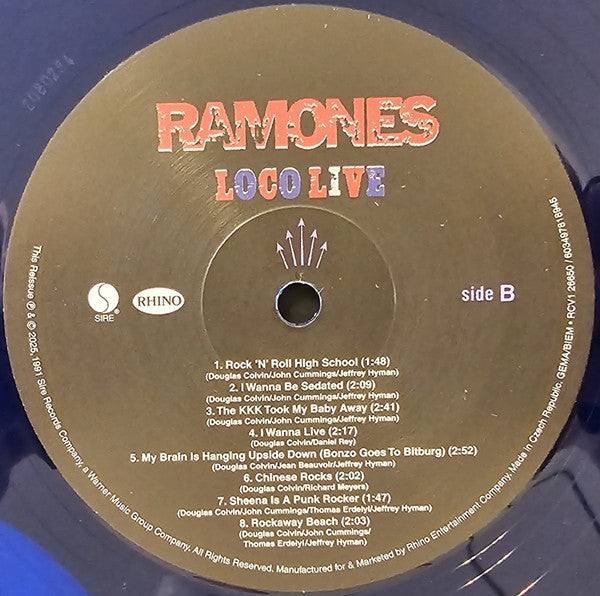 RAMONES
LOCO LIVE
S
SIRE®
RHINO
side B
1. Rock 'N' Roll High School (1:48)
(Douglas Colvin/John Cummings/Jeffrey Hyman)
2. I Wanna Be Sedated (2:09)
(Douglas Colvin/John Cummings/Jeffrey Hyman)
3. The KKK Took My Baby Away (2:41)
(Douglas Colvin/John Cummings/Jeffrey Hyman)
4. I Wanna Live (2:17)
(Douglas Colvin/Daniel Rey)
5. My Brain Is Hanging Upside Down (Bonzo Goes To Bitburg) (2:52)
(Douglas Colvin/Jean Beauvoir/Jeffrey Hyman)
6. Chinese Rocks (2:02)
(Douglas Colvin/Richard Meyers)
7. Sheena Is A Punk Rocker (1:47)
(Douglas Colvin/John Cummings/Thomas Erdelyi/Jeffrey Hyman)
8. Rockaway Beach (2:03)
(Douglas Colvin/John Cummings/
Thomas Erdelyi/Jeffrey Hyman)
This Reissue ℗ & © 2025, 1991 Sire Records Company, a Warner Music Group Company. All Rights Reserved. Manufactured for & Marketed by Rhino Entertainment Company. Made in Czech Republic. GEMA/BIEM • RCV1 26650 / 603497818945